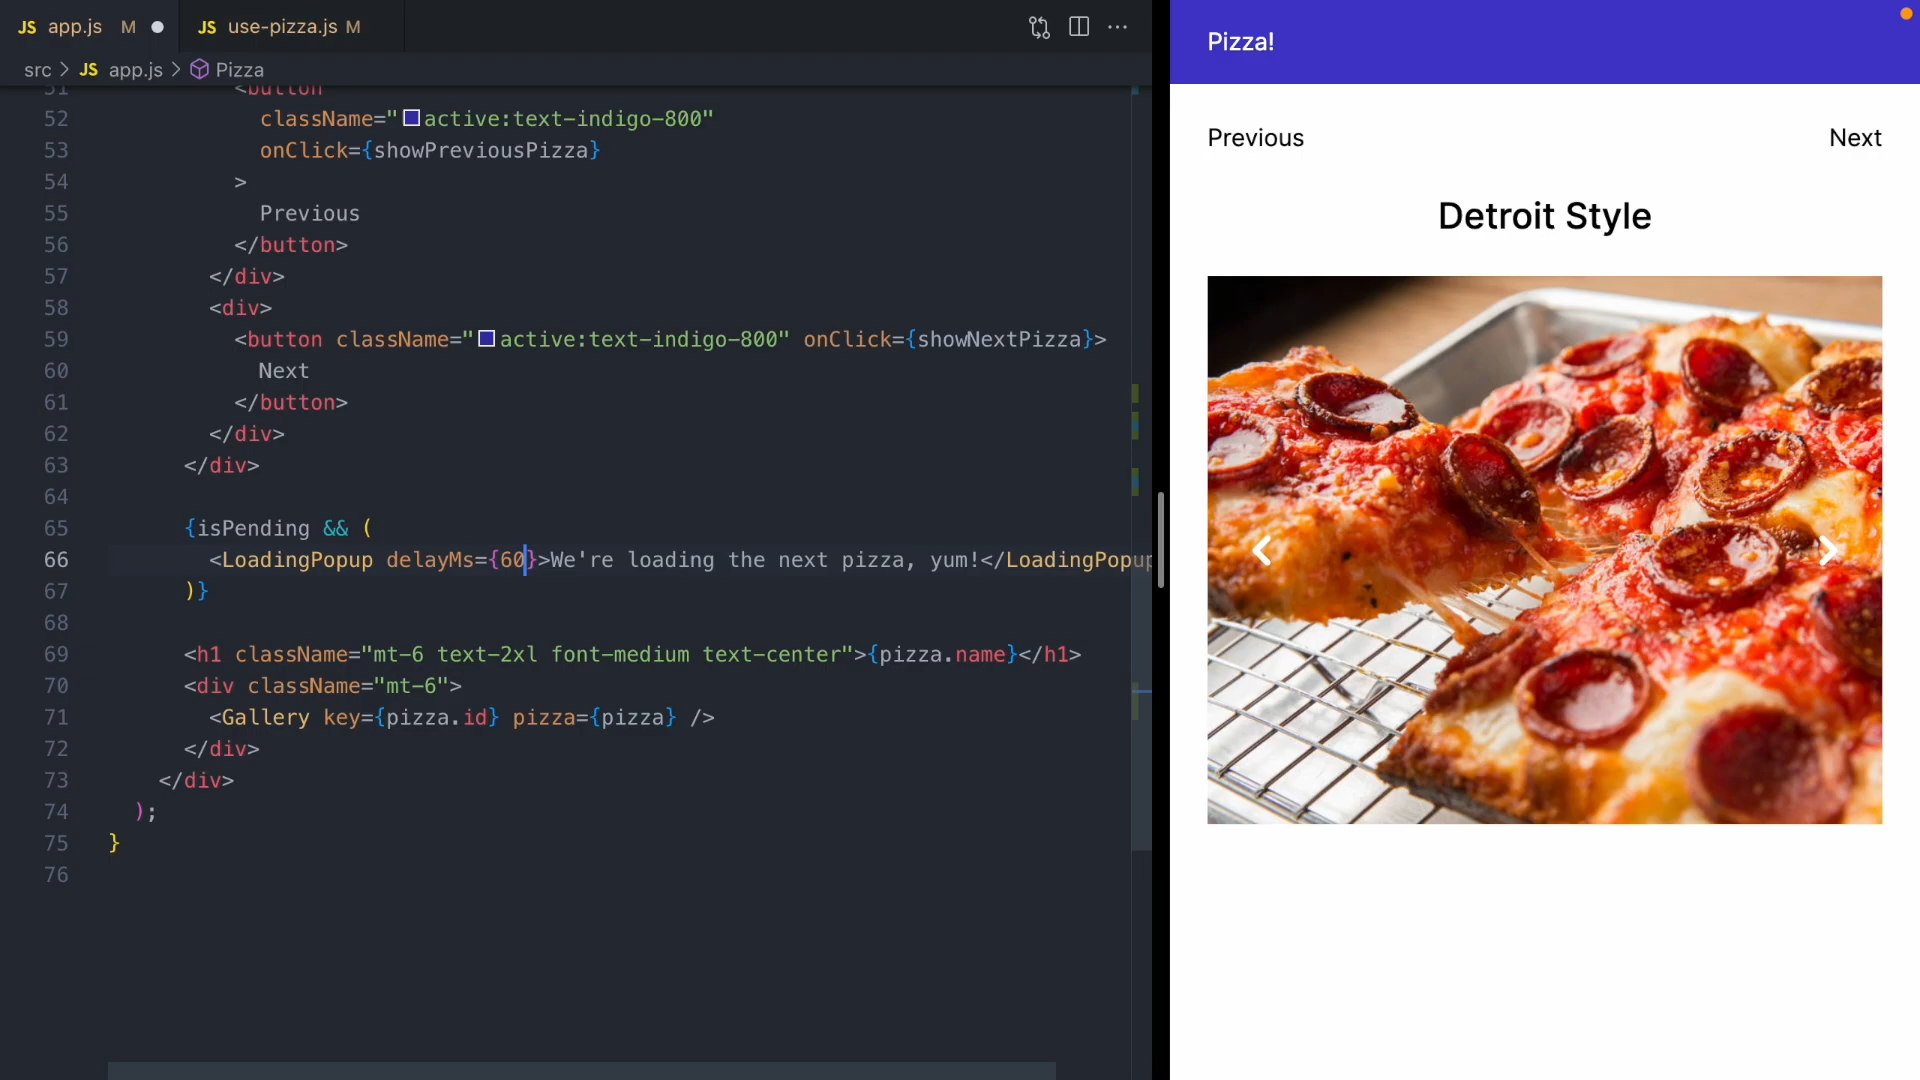 JS app.js M
JS use-pizza.js M
src > JS app.js > Pizza
51 <button
52 className="active:text-indigo-800"
53 onClick={showPreviousPizza}
54 >
55 Previous
56 </button>
57 </div>
58 <div>
59 <button className="active:text-indigo-800" onClick={showNextPizza}>
60 Next
61 </button>
62 </div>
63 </div>
64
65 {isPending && (
66 <LoadingPopup delayMs={60}>We're loading the next pizza, yum!</LoadingPopup
67 )}
68
69 <h1 className="mt-6 text-2xl font-medium text-center">{pizza.name}</h1>
70 <div className="mt-6">
71 <Gallery key={pizza.id} pizza={pizza} />
72 </div>
73 </div>
74 );
75 }
76
Pizza!
Previous
Next
Detroit Style